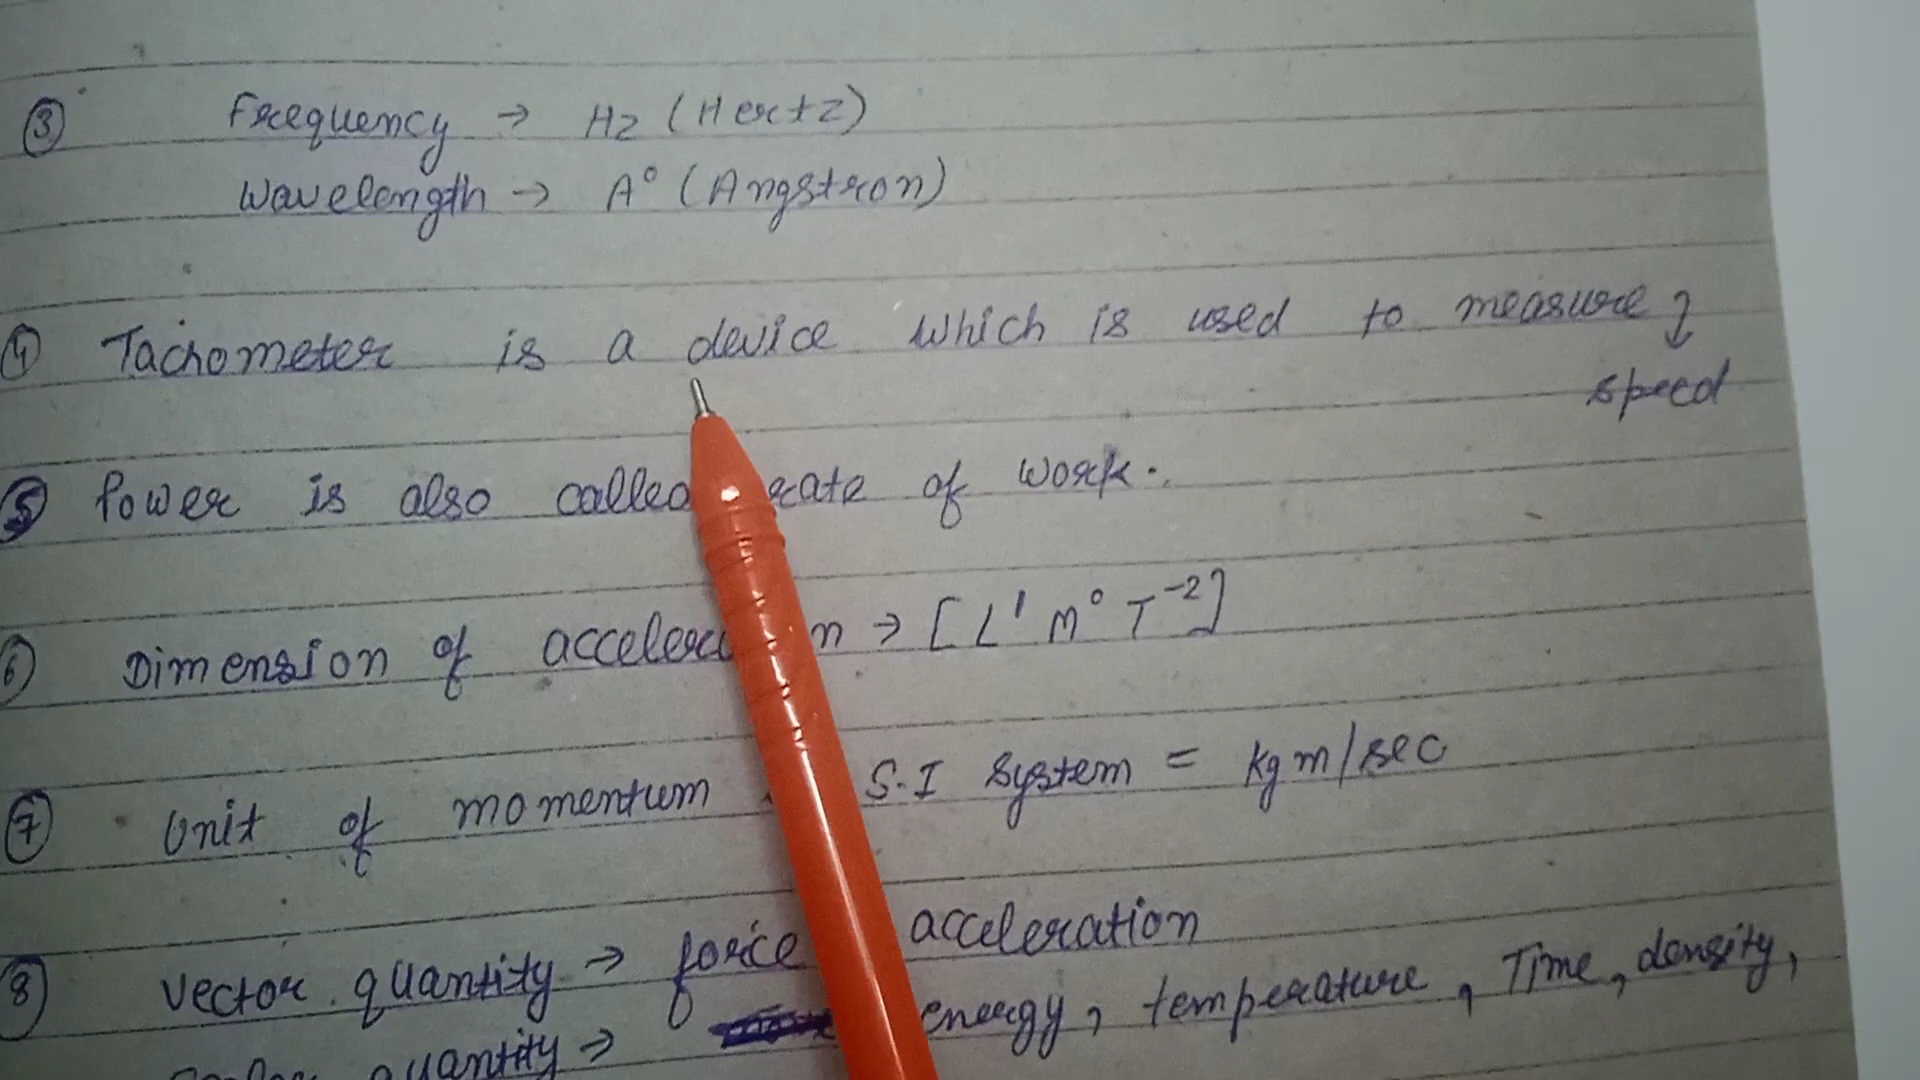 ③ Frequency → Hz (Hertz)
Wavelength → A° (Angstron)
④ Tachometer is a device which is used to measure
speed
⑤ Power is also called rate of work.
⑥ Dimension of → [L¹ M⁰ T⁻²]
⑦ Unit of momentum S.I system = kg m/sec
⑧ Vector quantity → force acceleration
quantity → energy, temperature, Time, density,